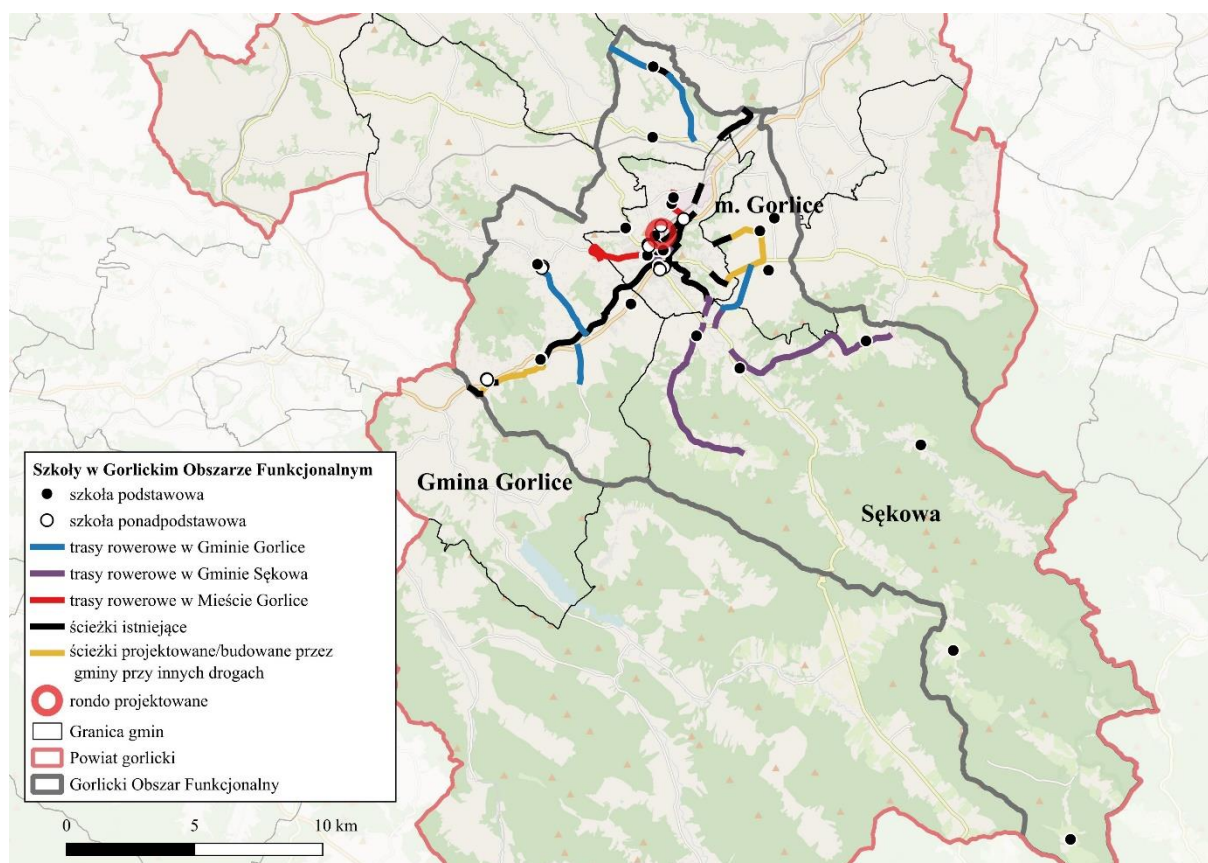 m. Gorlice
Gmina Gorlice
Sękowa
Szkoły w Gorlickim Obszarze Funkcjonalnym
szkoła podstawowa
szkoła ponadpodstawowa
trasy rowerowe w Gminie Gorlice
trasy rowerowe w Gminie Sękowa
trasy rowerowe w Mieście Gorlice
ścieżki istniejące
ścieżki projektowane/budowane przez
gminy przy innych drogach
rondo projektowane
Granica gmin
Powiat gorlicki
Gorlicki Obszar Funkcjonalny
0 5 10 km